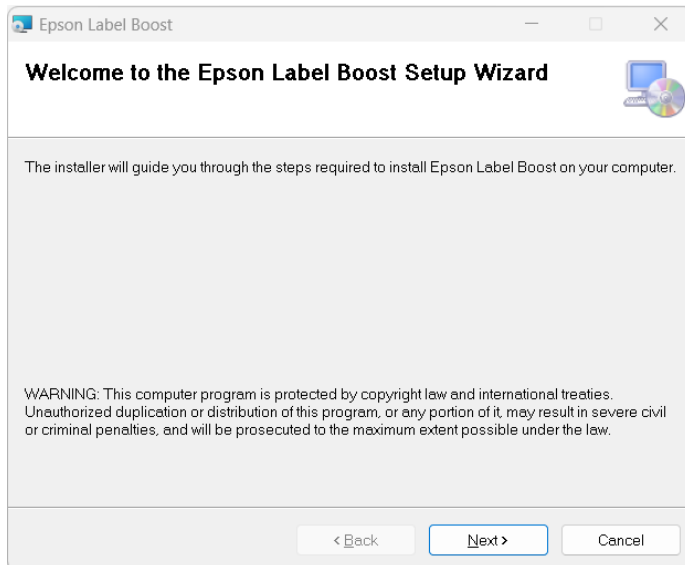 Epson Label Boost
Welcome to the Epson Label Boost Setup Wizard
The installer will guide you through the steps required to install Epson Label Boost on your computer.
WARNING: This computer program is protected by copyright law and international treaties.
Unauthorized duplication or distribution of this program, or any portion of it, may result in severe civil
or criminal penalties, and will be prosecuted to the maximum extent possible under the law.
< Back
Next >
Cancel